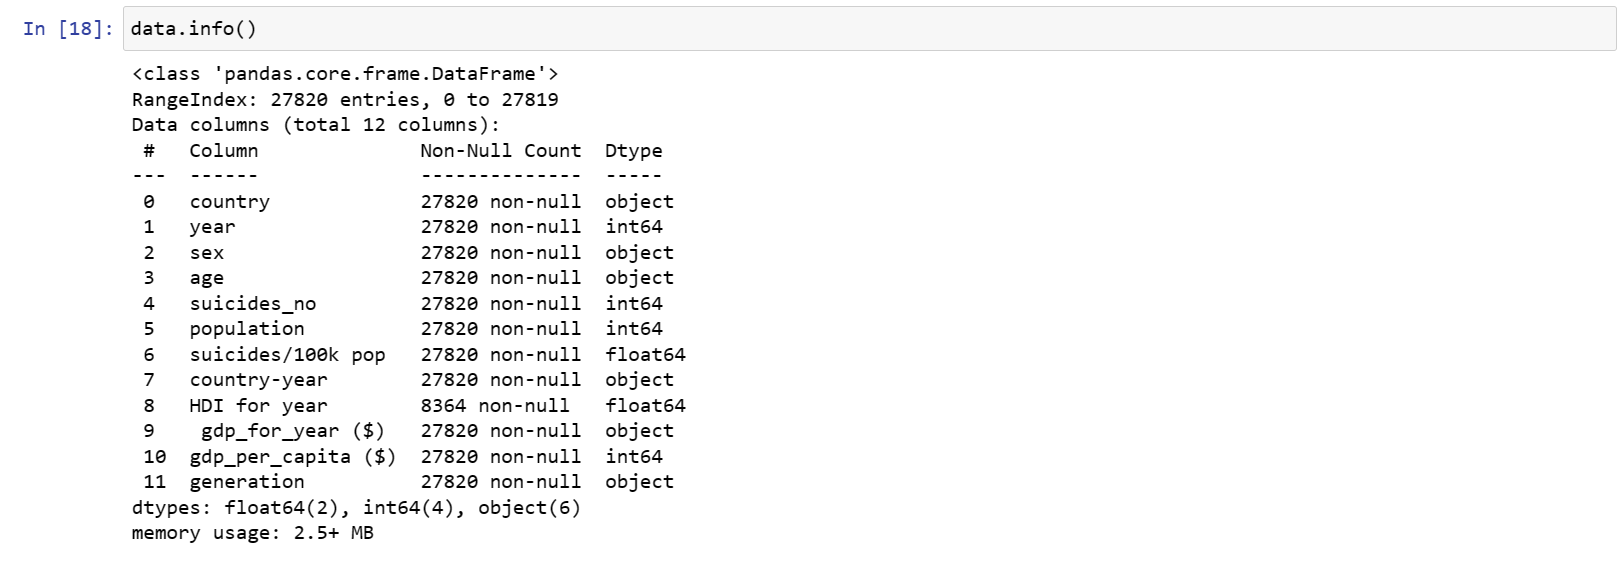 In [18]: data.info()
<class 'pandas.core.frame.DataFrame'>
RangeIndex: 27820 entries, 0 to 27819
Data columns (total 12 columns):
 #   Column              Non-Null Count  Dtype
---  ------              --------------  -----
 0   country             27820 non-null  object
 1   year                27820 non-null  int64
 2   sex                 27820 non-null  object
 3   age                 27820 non-null  object
 4   suicides_no         27820 non-null  int64
 5   population          27820 non-null  int64
 6   suicides/100k pop   27820 non-null  float64
 7   country-year        27820 non-null  object
 8   HDI for year        8364 non-null   float64
 9    gdp_for_year ($)   27820 non-null  object
 10  gdp_per_capita ($)  27820 non-null  int64
 11  generation          27820 non-null  object
dtypes: float64(2), int64(4), object(6)
memory usage: 2.5+ MB